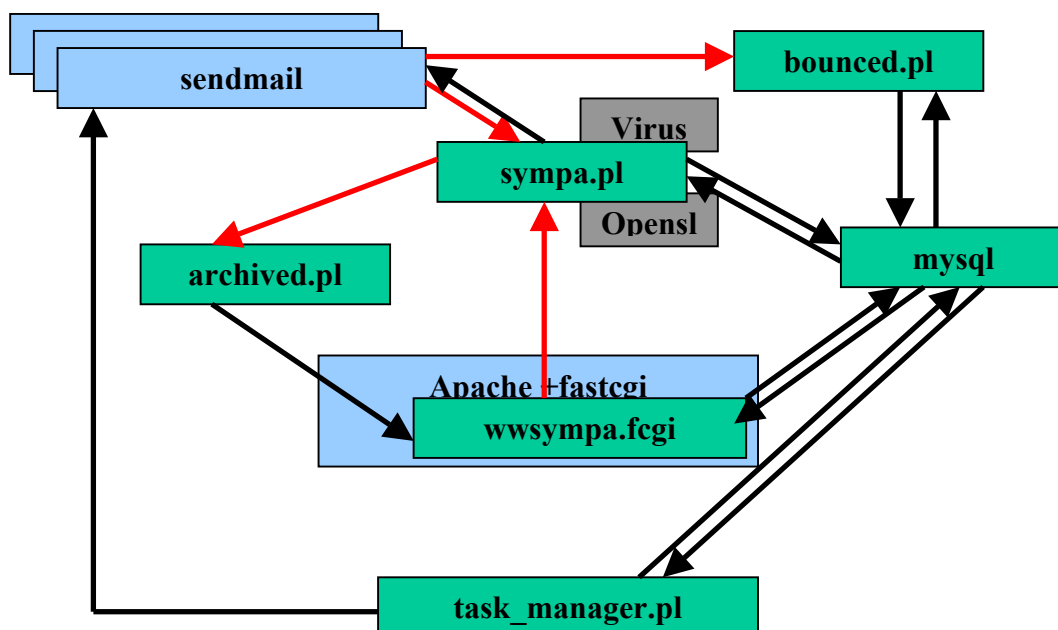 sendmail
bounced.pl
Virus
sympa.pl
Opensl
mysql
archived.pl
Apache +fastcgi
wwsympa.fcgi
task_manager.pl